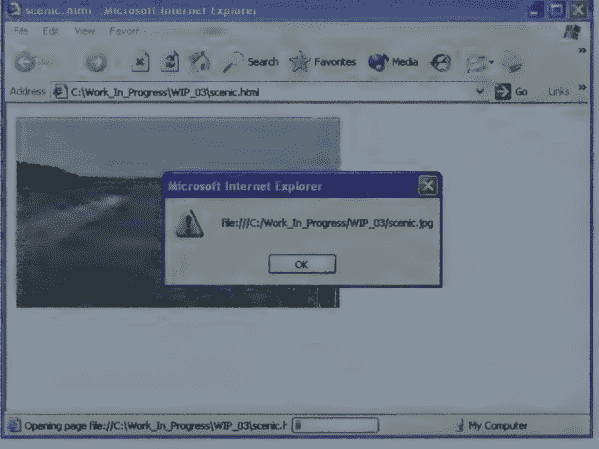 scenic.html - Microsoft Internet Explorer
File Edit View Favorites
Search Favorites Media
Address C:\Work_In_Progress\WIP_03\scenic.html Go Links »
Microsoft Internet Explorer
file:///C:/Work_In_Progress/WIP_03/scenic.jpg
OK
Opening page file://C:\Work_In_Progress\WIP_03\scenic.h My Computer